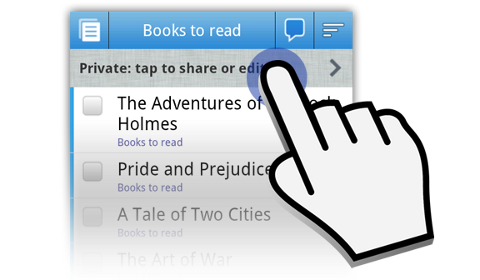 Books to read
Private: tap to share or edit
The Adventures of
Holmes
Books to read
Pride and Prejudice
Books to read
A Tale of Two Cities
Books to read
The Art of War